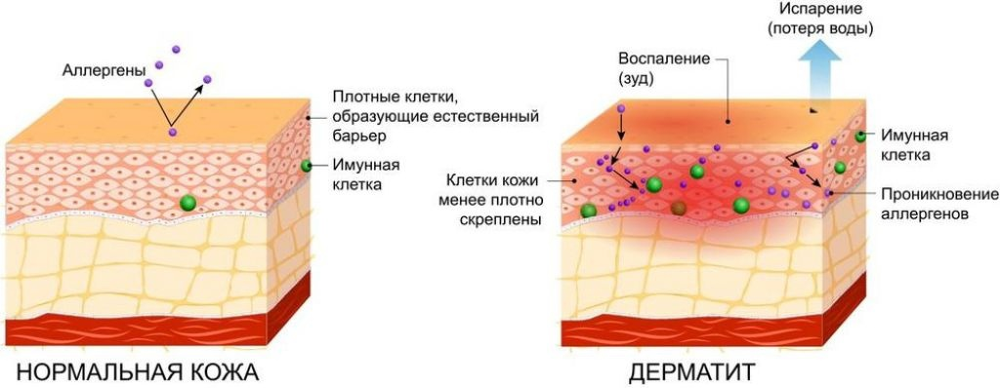 Аллергены
Плотные клетки,
образующие естественный
барьер
Имунная
клетка
НОРМАЛЬНАЯ КОЖА
Испарение
(потеря воды)
Воспаление
(зуд)
Клетки кожи
менее плотно
скреплены
Имунная
клетка
Проникновение
аллергенов
ДЕРМАТИТ